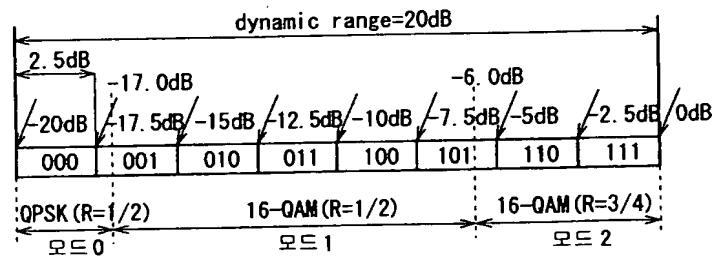 dynamic range=20dB
2.5dB
-17.0dB
-6.0dB
-20dB -17.5dB -15dB -12.5dB -10dB -7.5dB -5dB -2.5dB 0dB
000 001 010 011 100 101 110 111
QPSK(R=1/2) 16-QAM(R=1/2) 16-QAM(R=3/4)
모드 0 모드 1 모드 2